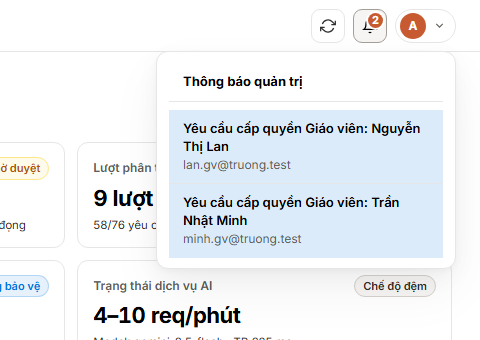 2
A
Thông báo quản trị
Yêu cầu cấp quyền Giáo viên: Nguyễn
Thị Lan
lan.gv@truong.test
Yêu cầu cấp quyền Giáo viên: Trần
Nhật Minh
minh.gv@truong.test
ờ duyệt
Lượt phân
9 lượt
đọng
58/76 yêu
bảo vệ
Trạng thái dịch vụ AI
Chế độ đệm
4–10 req/phút